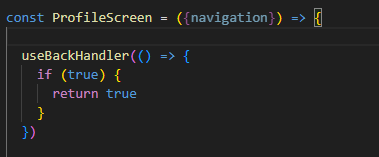 const ProfileScreen = ({navigation}) => {
useBackHandler(() => {
if (true) {
return true
}
})